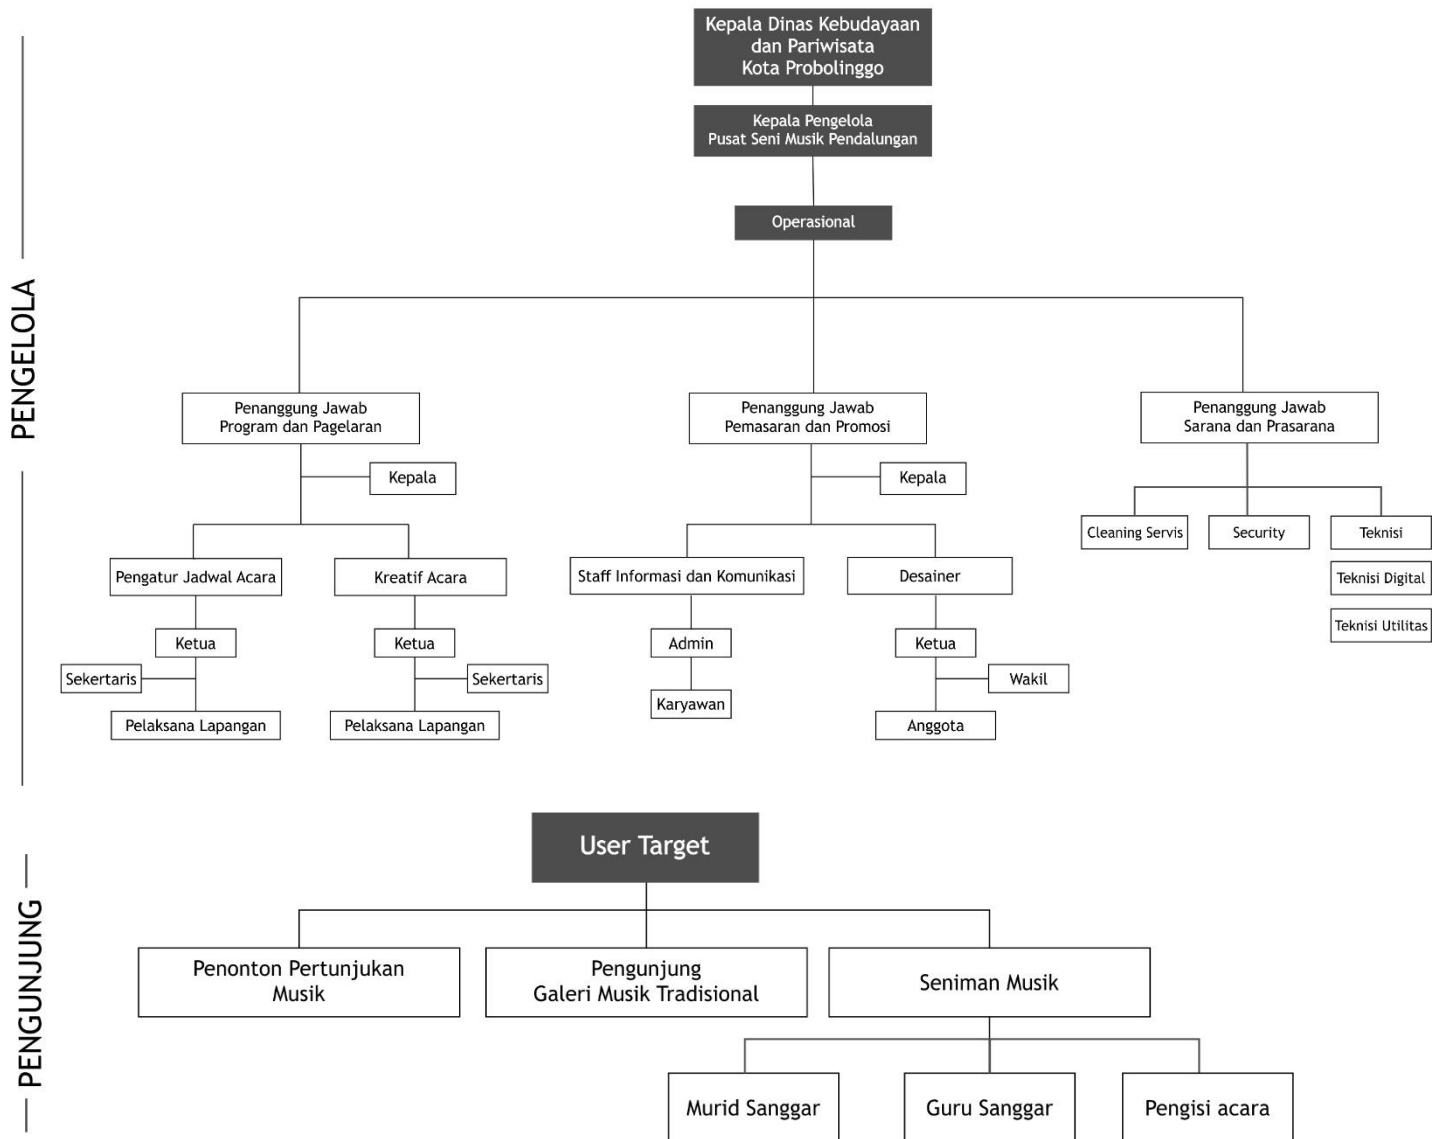 Kepala Dinas Kebudayaan
dan Pariwisata
Kota Probolinggo
Kepala Pengelola
Pusat Seni Musik Pendalungan
Operasional
PENGELOLA
Penanggung Jawab
Program dan Pagelaran
Penanggung Jawab
Pemasaran dan Promosi
Penanggung Jawab
Sarana dan Prasarana
Kepala
Kepala
Cleaning Servis
Security
Teknisi
Pengatur Jadwal Acara
Kreatif Acara
Staff Informasi dan Komunikasi
Desainer
Teknisi Digital
Teknisi Utilitas
Ketua
Ketua
Admin
Ketua
Sekertaris
Sekertaris
Wakil
Karyawan
Pelaksana Lapangan
Pelaksana Lapangan
Anggota
PENGUNJUNG
User Target
Penonton Pertunjukan
Musik
Pengunjung
Galeri Musik Tradisional
Seniman Musik
Murid Sanggar
Guru Sanggar
Pengisi acara